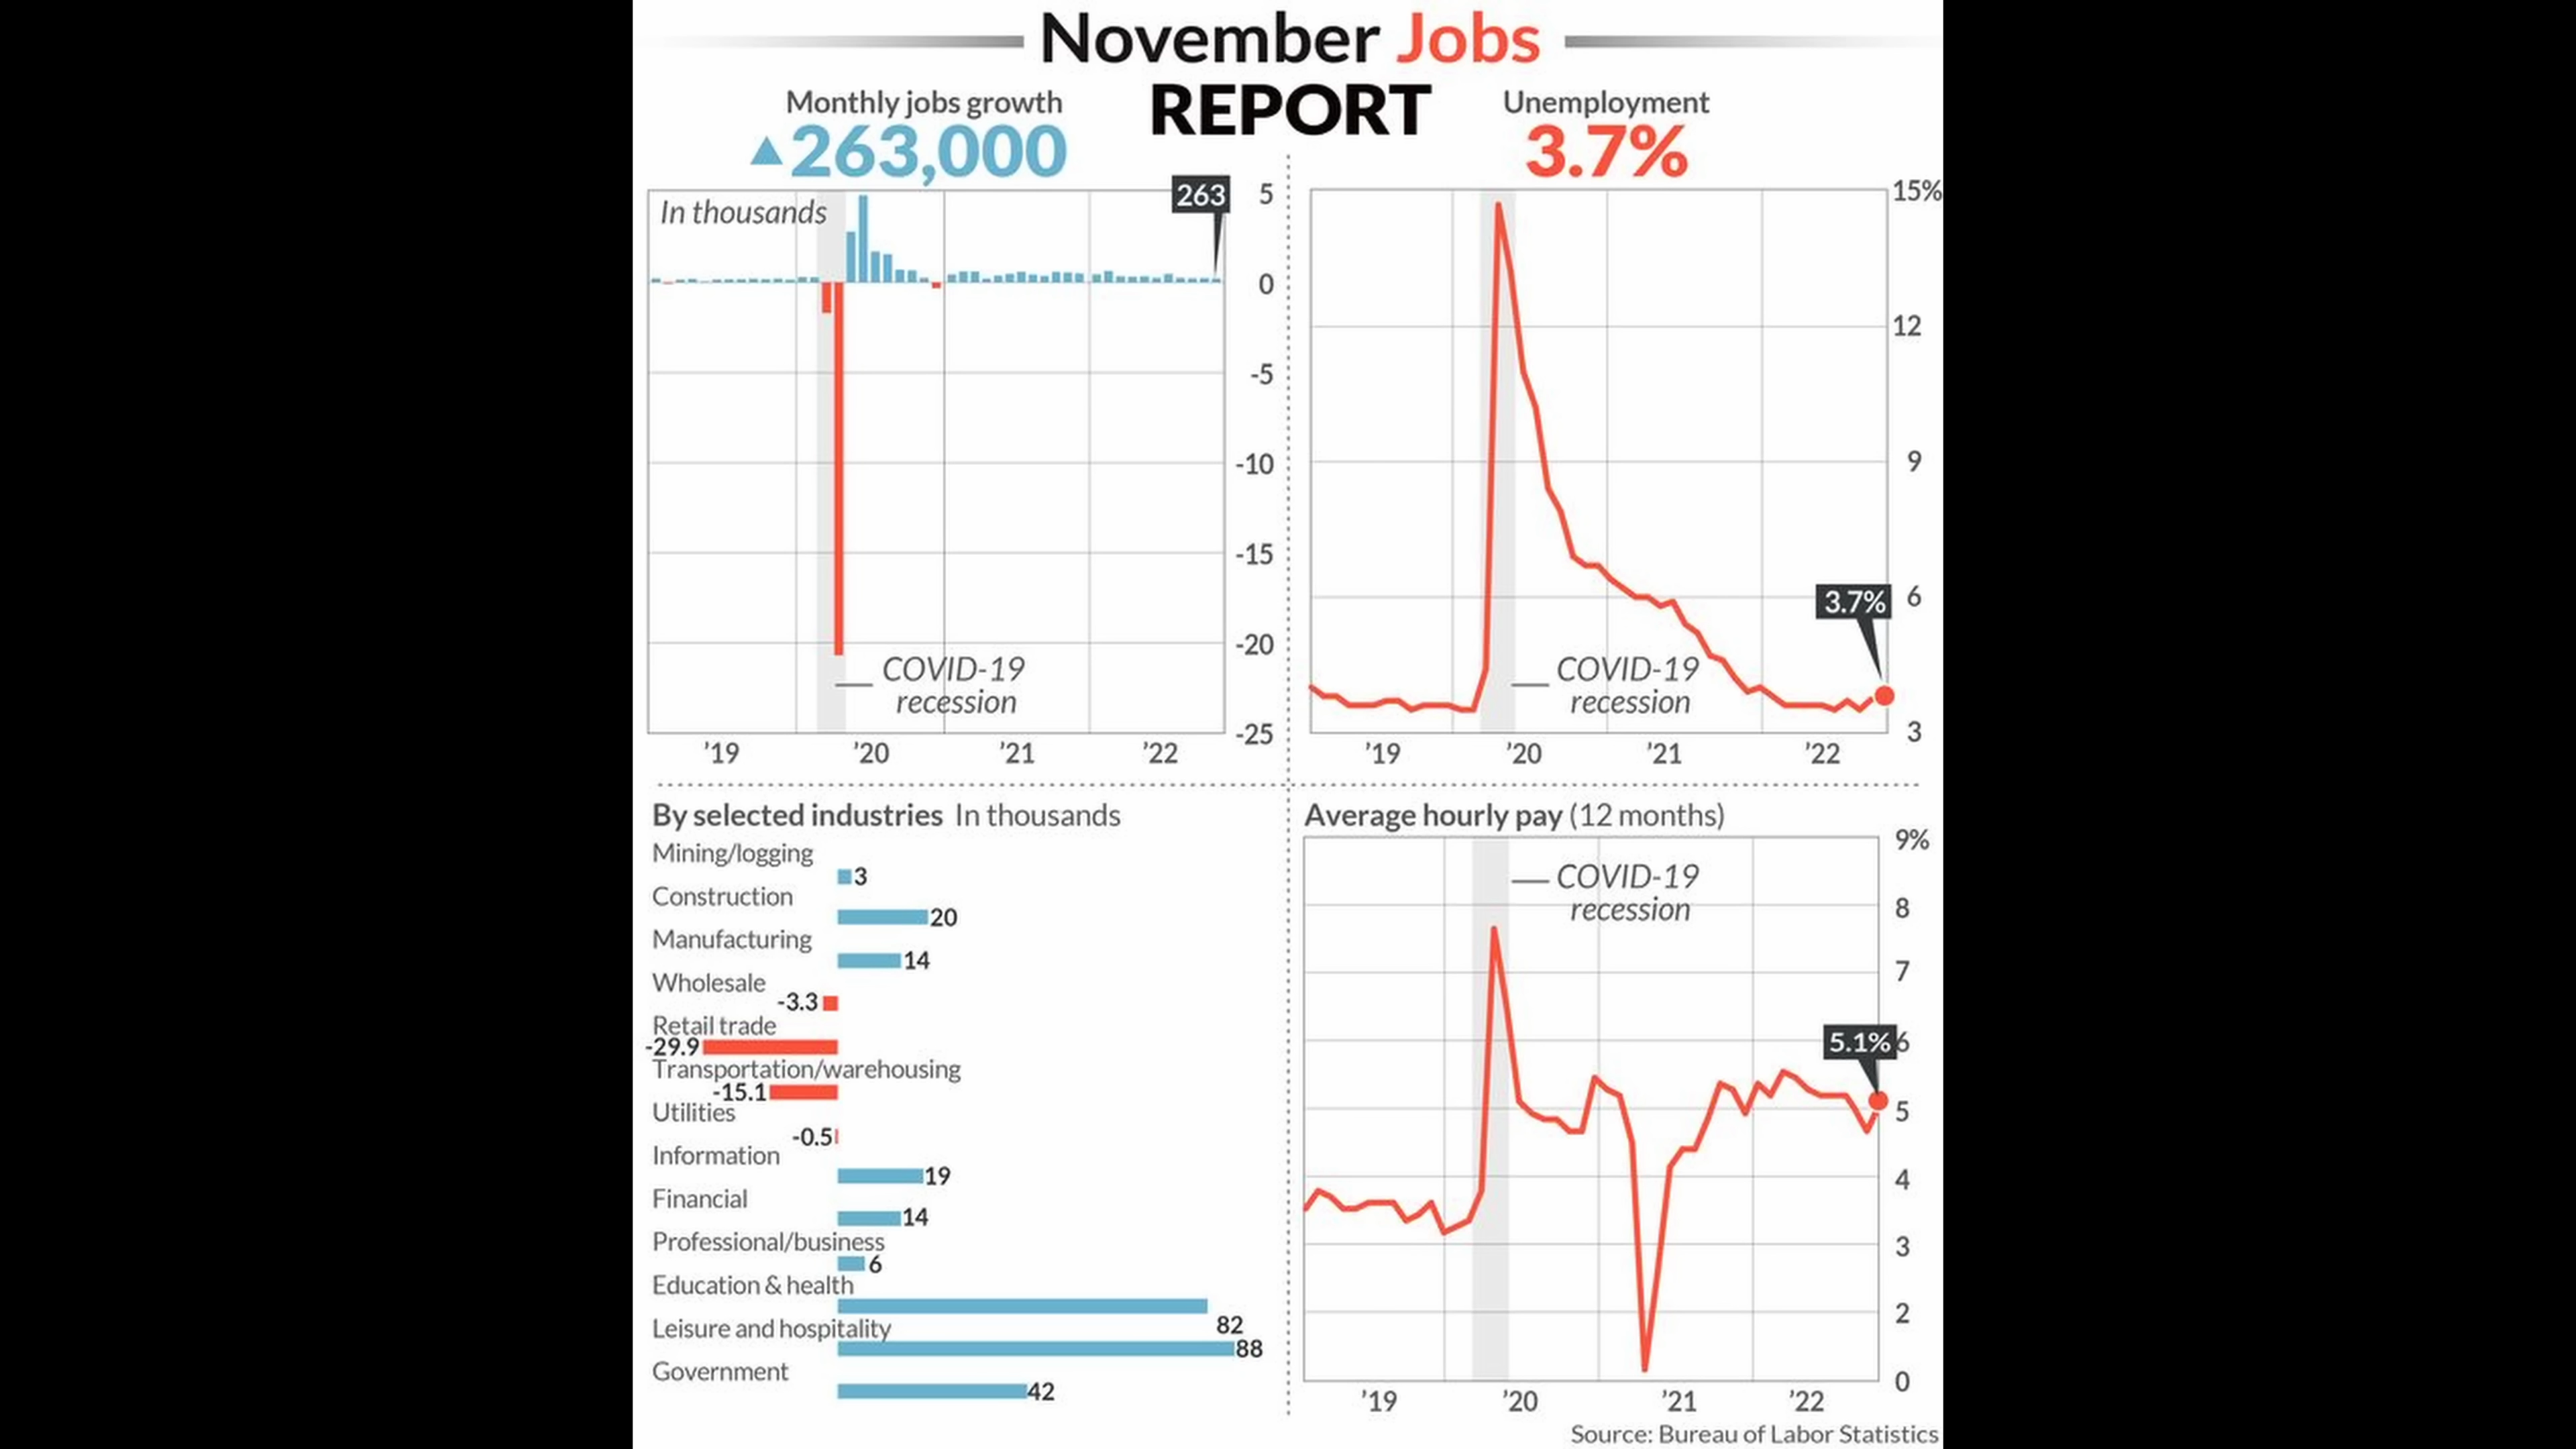 November Jobs
REPORT
Monthly jobs growth
▲263,000
In thousands
263
5
0
-5
-10
-15
-20
-25
COVID-19
recession
'19 '20 '21 '22
Unemployment
3.7%
15%
12
9
6
3
3.7%
COVID-19
recession
'19 '20 '21 '22
By selected industries In thousands
Mining/logging
3
Construction
20
Manufacturing
14
Wholesale
-3.3
Retail trade
-29.9
Transportation/warehousing
-15.1
Utilities
-0.5
Information
19
Financial
14
Professional/business
6
Education & health
82
Leisure and hospitality
88
Government
42
Average hourly pay (12 months)
9%
8
7
6
5
4
3
2
0
COVID-19
recession
5.1%
'19 '20 '21 '22
Source: Bureau of Labor Statistics